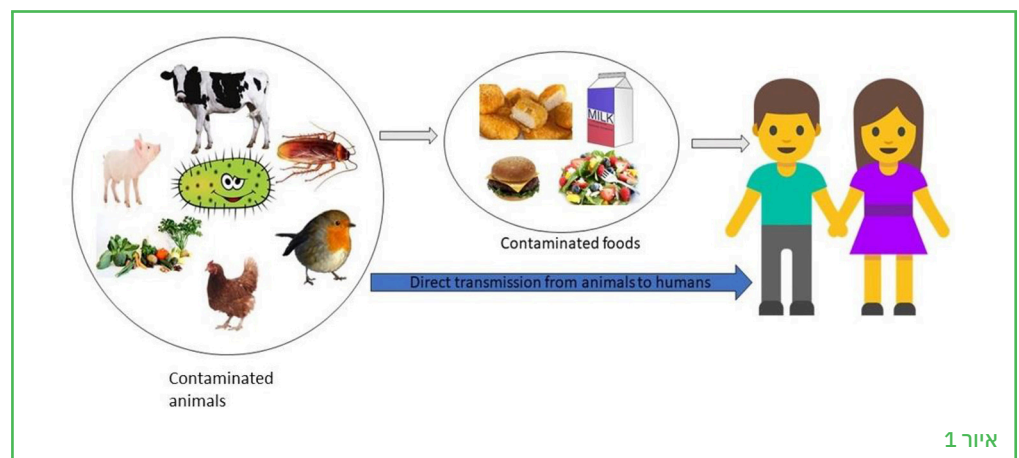 MILK
Contaminated foods
Direct transmission from animals to humans
Contaminated
animals
איור 1